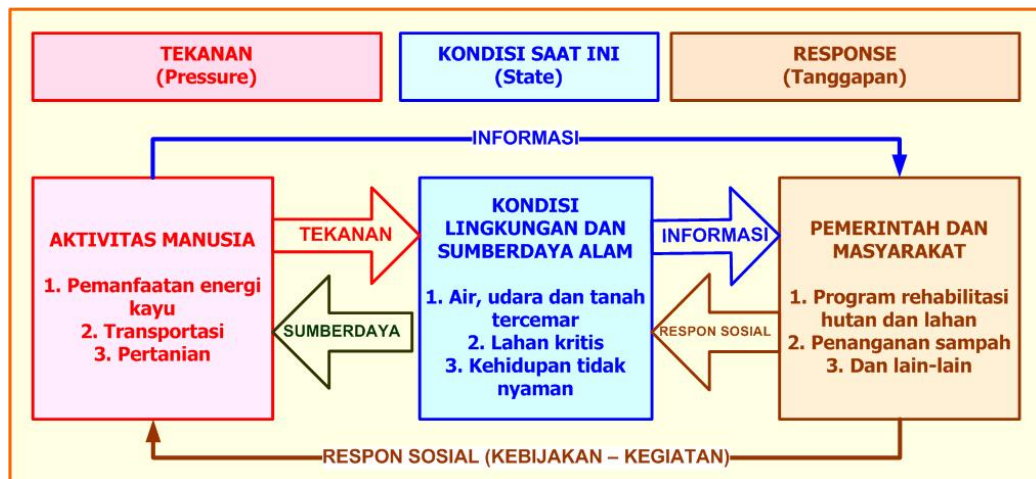 TEKANAN
(Pressure)
KONDISI SAAT INI
(State)
RESPONSE
(Tanggapan)
INFORMASI
AKTIVITAS MANUSIA
1. Pemanfaatan energi
kayu
2. Transportasi
3. Pertanian
TEKANAN
SUMBERDAYA
KONDISI
LINGKUNGAN DAN
SUMBERDAYA ALAM
1. Air, udara dan tanah
tercemar
2. Lahan kritis
3. Kehidupan tidak
nyaman
INFORMASI
RESPON SOSIAL
PEMERINTAH DAN
MASYARAKAT
1. Program rehabilitasi
hutan dan lahan
2. Penanganan sampah
3. Dan lain-lain
RESPON SOSIAL (KEBIJAKAN – KEGIATAN)